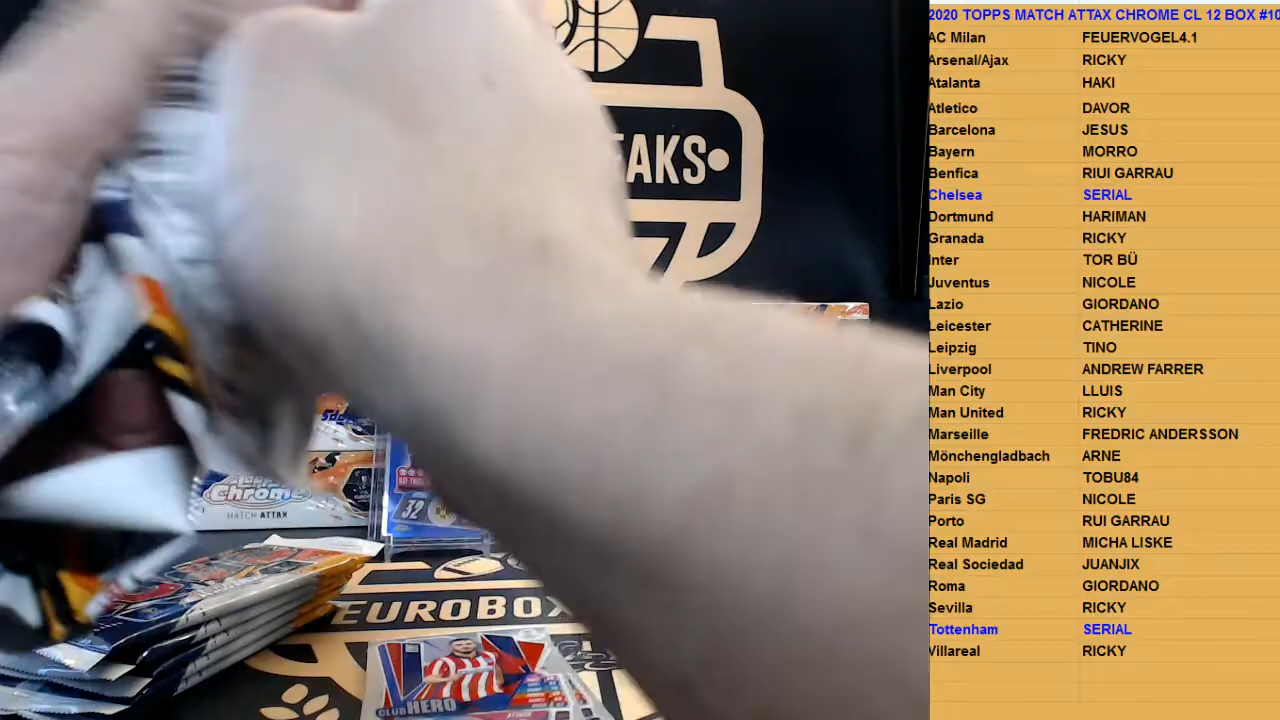 2020 TOPPS MATCH ATTAX CHROME CL 12 BOX #10
AC Milan FEUERVOGEL4.1
Arsenal/Ajax RICKY
Atalanta HAKI
Atletico DAVOR
Barcelona JESUS
Bayern MORRO
Benfica RIUI GARRAU
Chelsea SERIAL
Dortmund HARIMAN
Granada RICKY
Inter TOR BÜ
Juventus NICOLE
Lazio GIORDANO
Leicester CATHERINE
Leipzig TINO
Liverpool ANDREW FARRER
Man City LLUIS
Man United RICKY
Marseille FREDRIC ANDERSSON
Mönchengladbach ARNE
Napoli TOBU84
Paris SG NICOLE
Porto RUI GARRAU
Real Madrid MICHA LISKE
Real Sociedad JUANJIX
Roma GIORDANO
Sevilla RICKY
Tottenham SERIAL
Villareal RICKY
EAKS
Topps
Chrome
MATCH ATTAX
32
EUROBOX
CLUB HERO
ATTACK